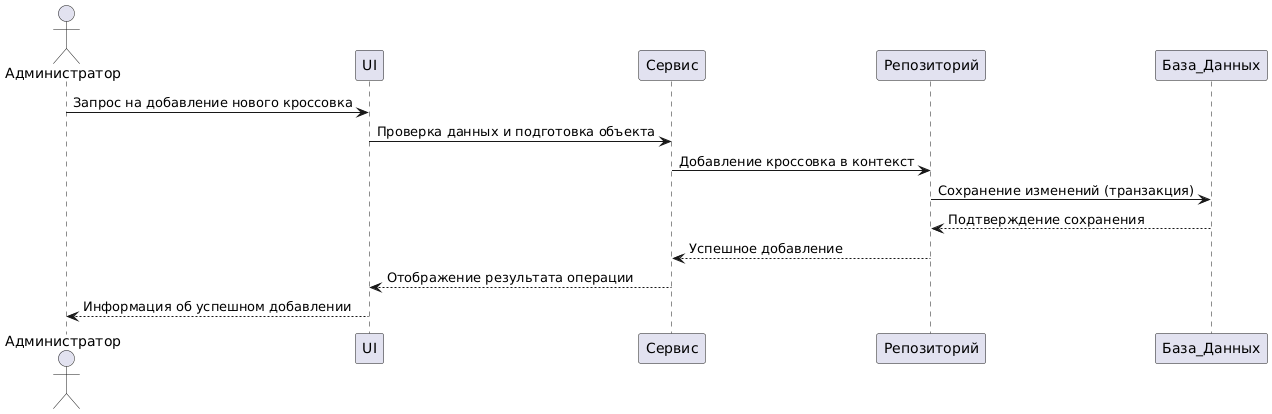 Администратор
UI
Сервис
Репозиторий
База_Данных
Запрос на добавление нового кроссовка
Проверка данных и подготовка объекта
Добавление кроссовка в контекст
Сохранение изменений (транзакция)
Подтверждение сохранения
Успешное добавление
Отображение результата операции
Информация об успешном добавлении
Администратор
UI
Сервис
Репозиторий
База_Данных